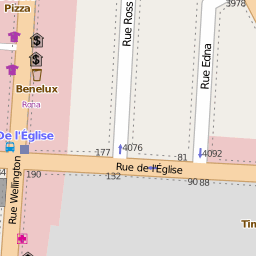 Pizza
3978
Rue Ross
Rue Edna
Benelux
Rona
De l'Église
177
4076
81
4092
Rue de l'Église
190
132
90 88
Rue Wellington
Tim